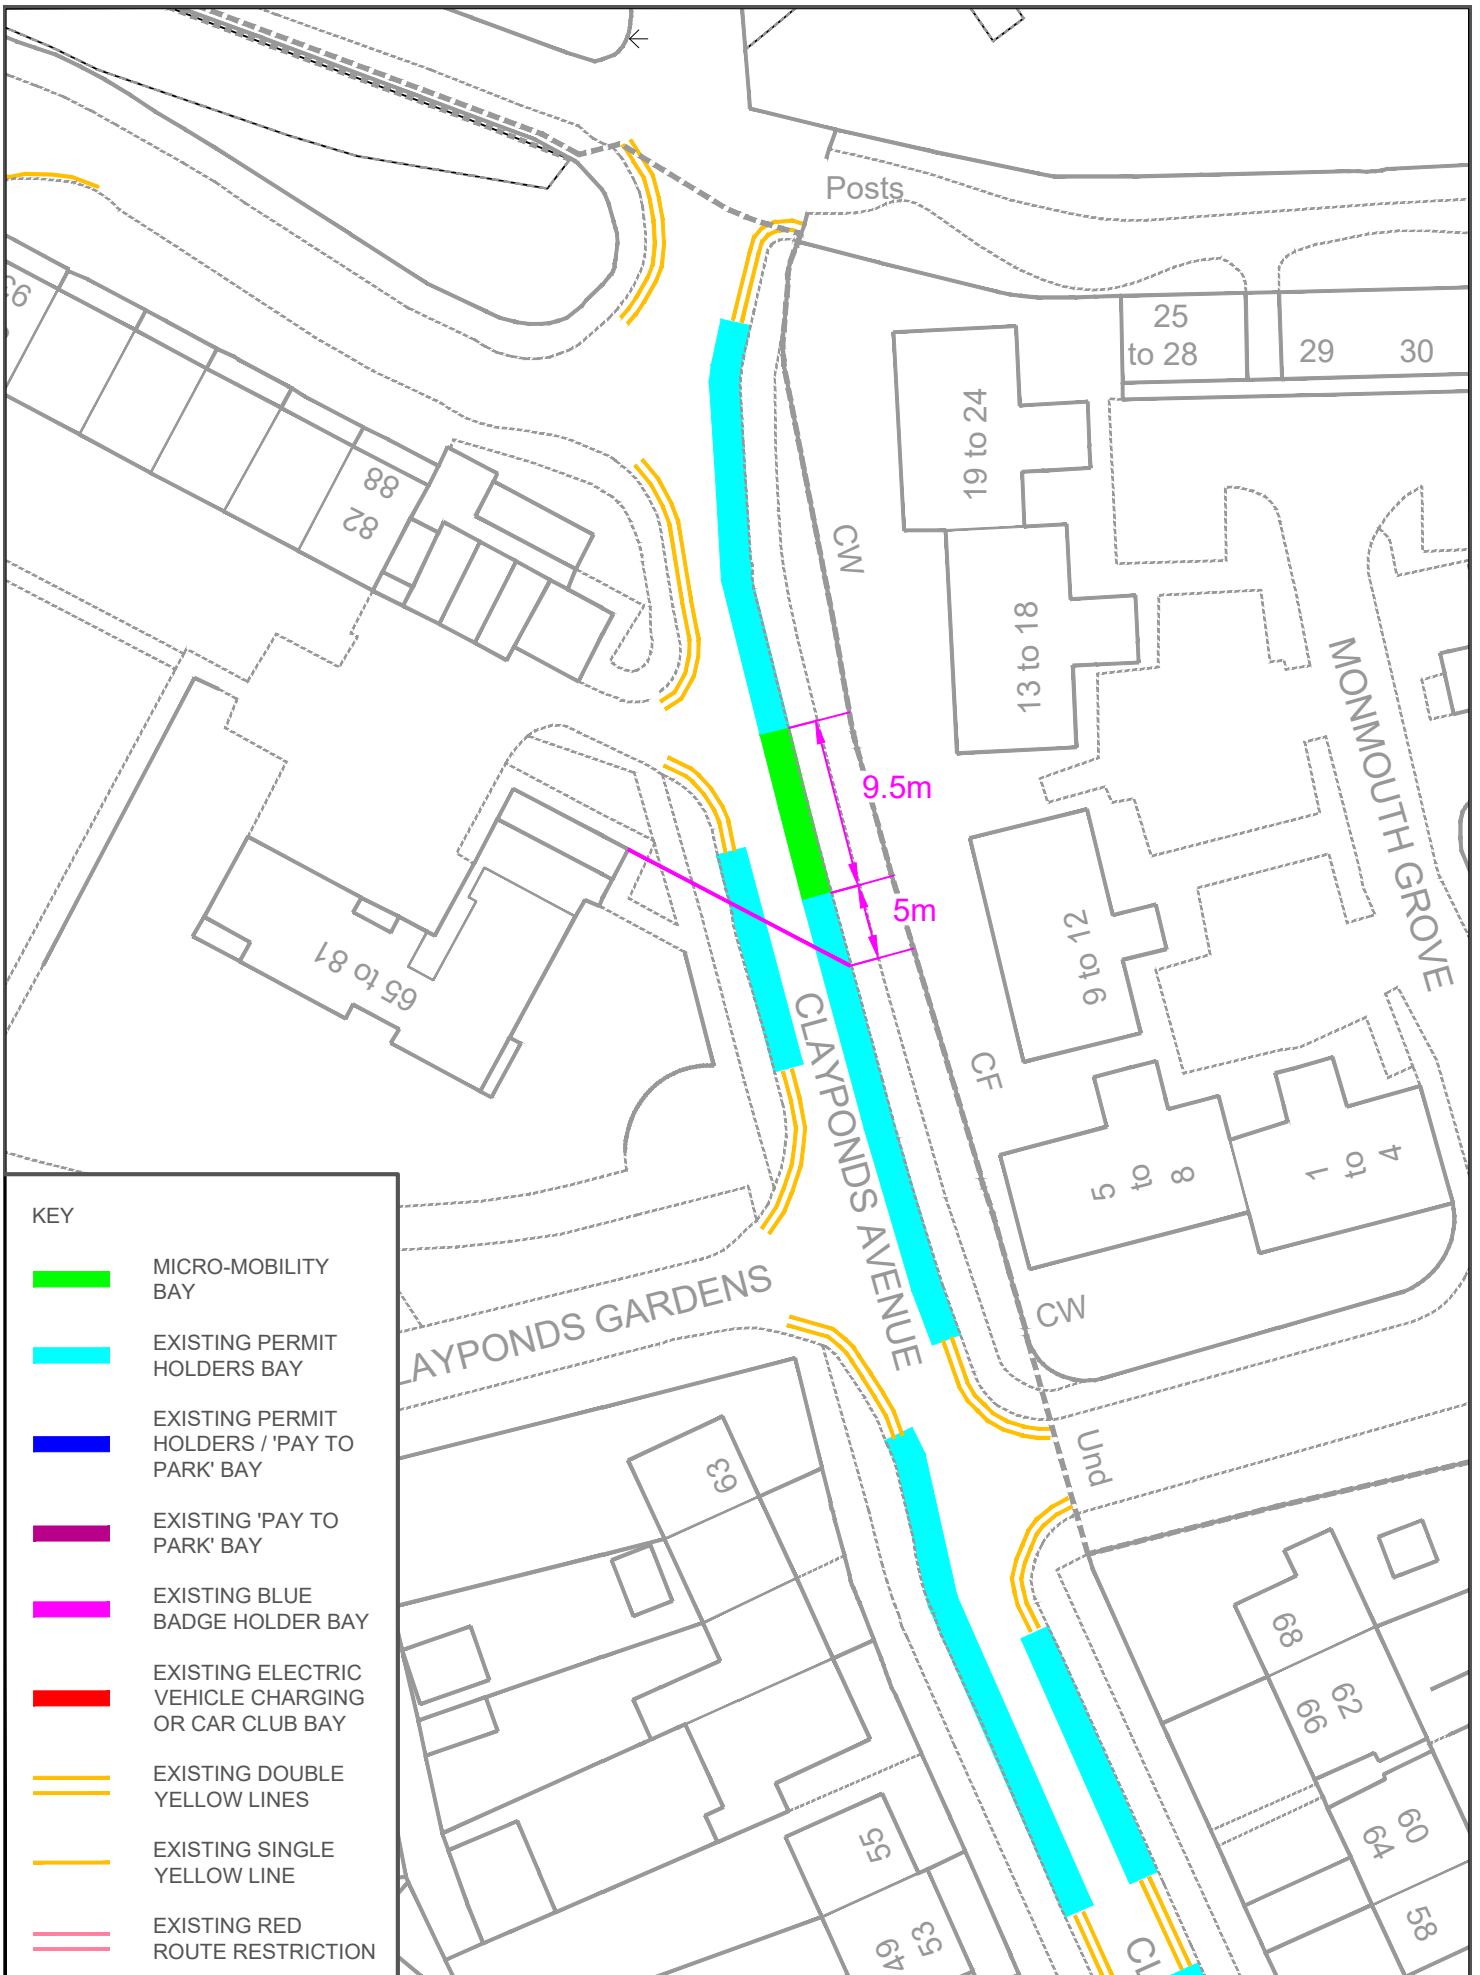 Posts
25
to 28
29
30
19 to 24
CW
13 to 18
MONMOUTH GROVE
93
88
82
9.5m
5m
9 to 12
65 to 81
CLAYPONDS AVENUE
CF
5
to
8
1
to
4
CW
LAYPONDS GARDENS
Und
63
68
62
66
60
64
58
55
53
49
CL
KEY
MICRO-MOBILITY
BAY
EXISTING PERMIT
HOLDERS BAY
EXISTING PERMIT
HOLDERS / 'PAY TO
PARK' BAY
EXISTING 'PAY TO
PARK' BAY
EXISTING BLUE
BADGE HOLDER BAY
EXISTING ELECTRIC
VEHICLE CHARGING
OR CAR CLUB BAY
EXISTING DOUBLE
YELLOW LINES
EXISTING SINGLE
YELLOW LINE
EXISTING RED
ROUTE RESTRICTION